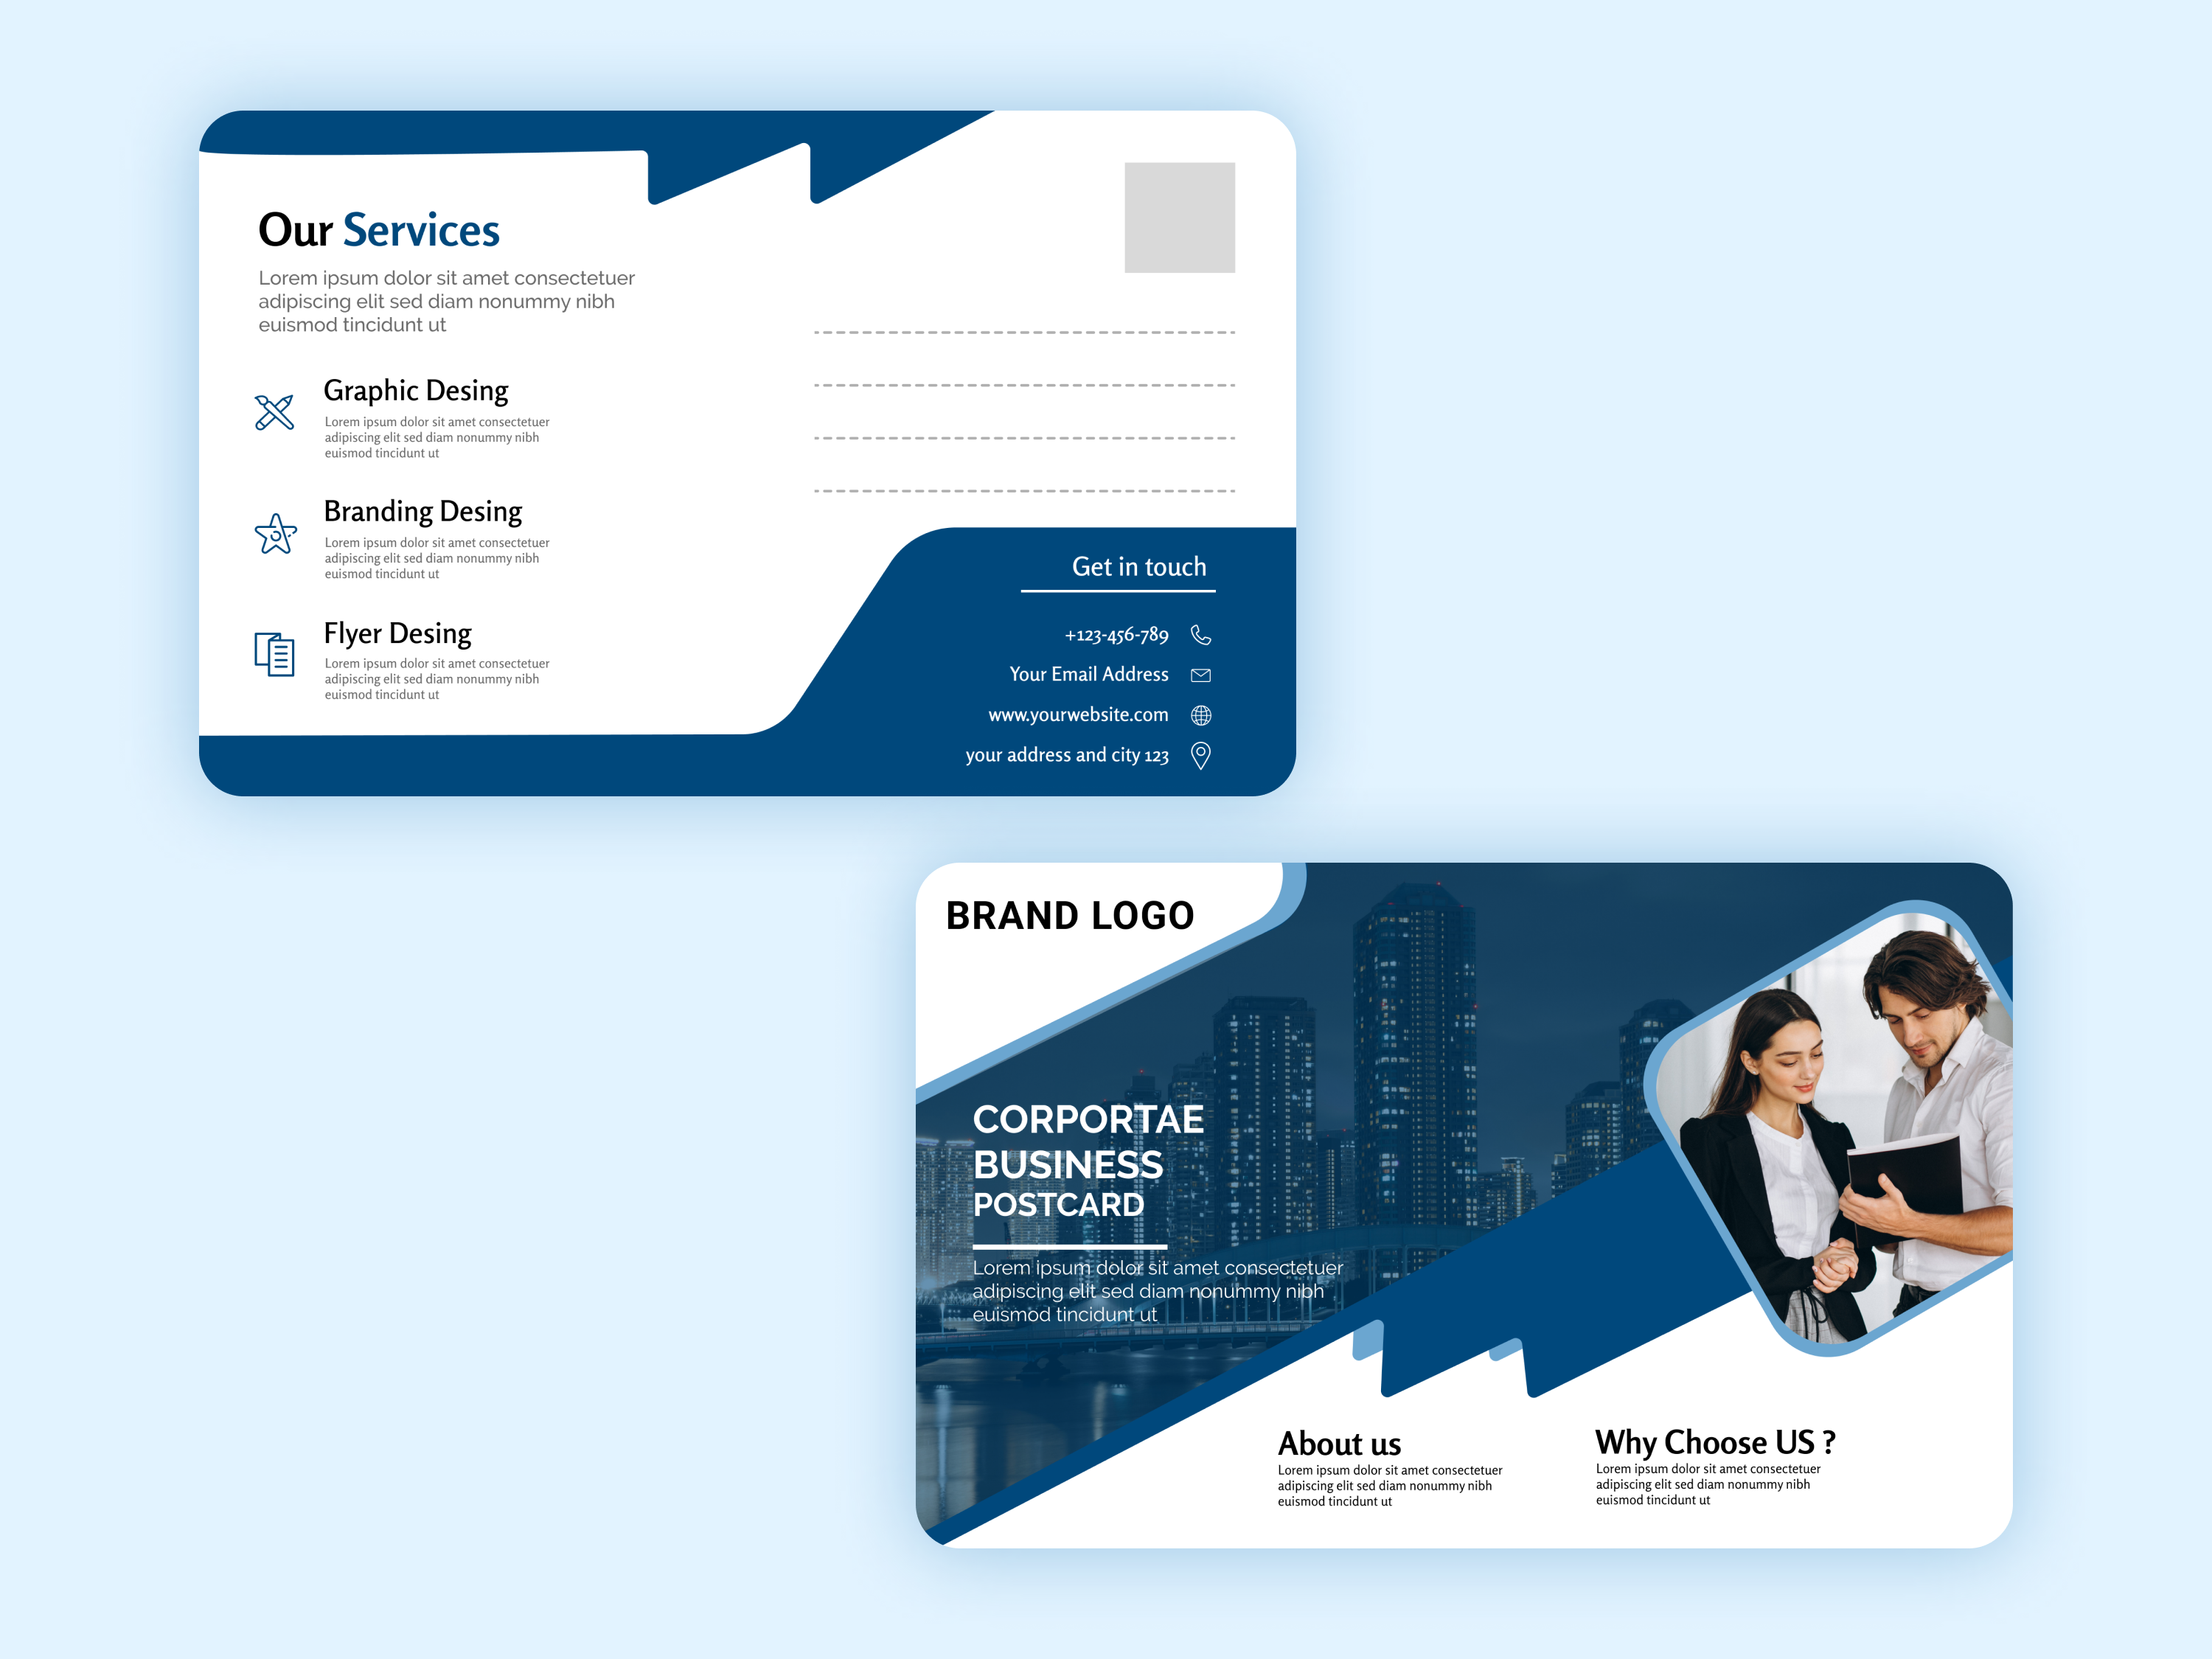 Our Services
Lorem ipsum dolor sit amet consectetuer
adipiscing elit sed diam nonummy nibh
euismod tincidunt ut
Graphic Desing
Lorem ipsum dolor sit amet consectetuer
adipiscing elit sed diam nonummy nibh
euismod tincidunt ut
Branding Desing
Lorem ipsum dolor sit amet consectetuer
adipiscing elit sed diam nonummy nibh
euismod tincidunt ut
Flyer Desing
Lorem ipsum dolor sit amet consectetuer
adipiscing elit sed diam nonummy nibh
euismod tincidunt ut
Get in touch
+123-456-789
Your Email Address
www.yourwebsite.com
your address and city 123
BRAND LOGO
CORPORTAE
BUSINESS
POSTCARD
Lorem ipsum dolor sit amet consectetuer
adipiscing elit sed diam nonummy nibh
euismod tincidunt ut
About us
Lorem ipsum dolor sit amet consectetuer
adipiscing elit sed diam nonummy nibh
euismod tincidunt ut
Why Choose US ?
Lorem ipsum dolor sit amet consectetuer
adipiscing elit sed diam nonummy nibh
euismod tincidunt ut